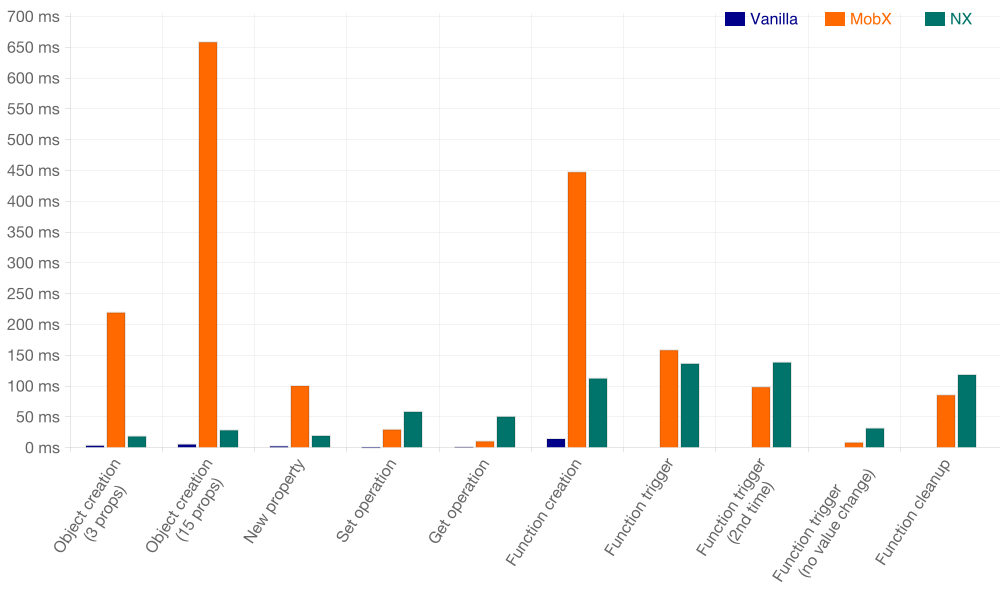 Vanilla MobX NX
700 ms
650 ms
600 ms
550 ms
500 ms
450 ms
400 ms
350 ms
300 ms
250 ms
200 ms
150 ms
100 ms
50 ms
0 ms
Object creation
(3 props)
Object creation
(15 props)
New property
Set operation
Get operation
Function creation
Function trigger
Function trigger
(2nd time)
Function trigger
(no value change)
Function cleanup